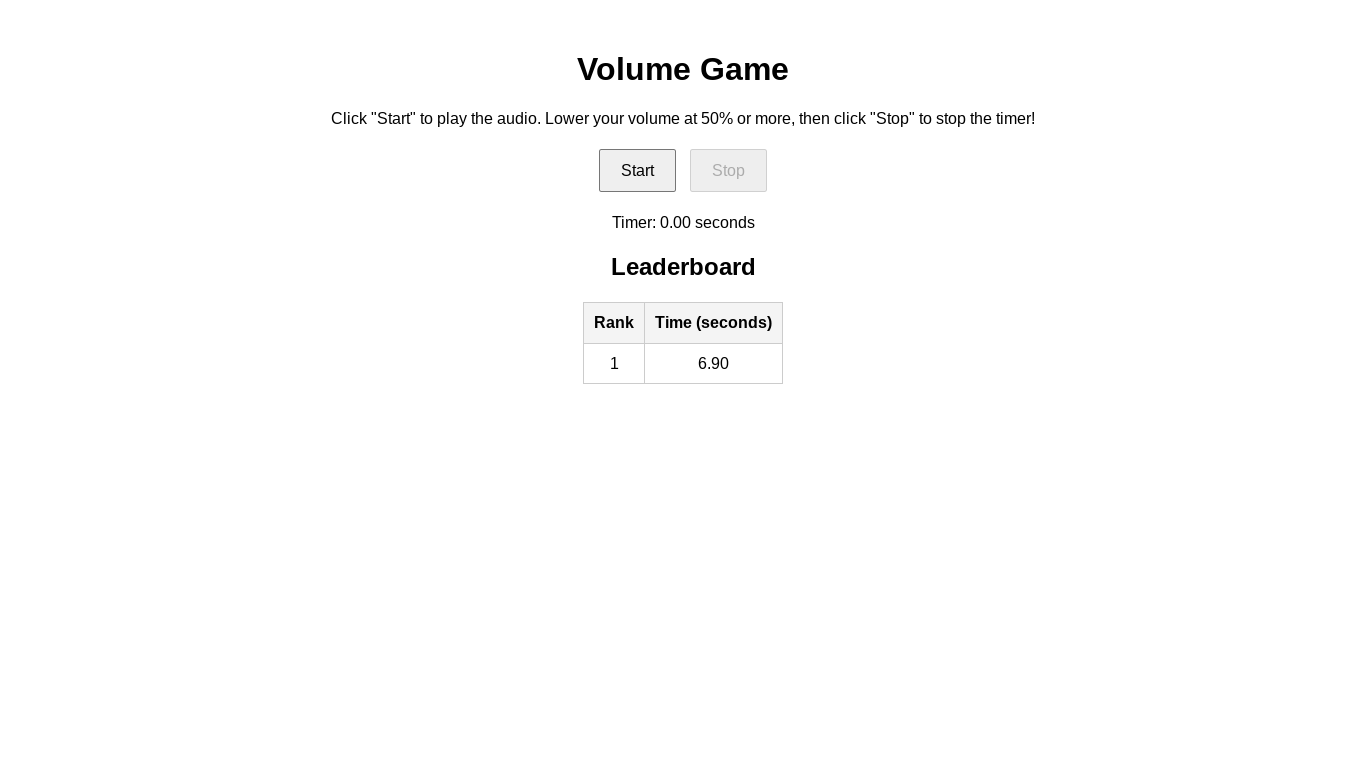 Volume Game
Click "Start" to play the audio. Lower your volume at 50% or more, then click "Stop" to stop the timer!
Start Stop
Timer: 0.00 seconds
Leaderboard
Rank Time (seconds)
1 6.90